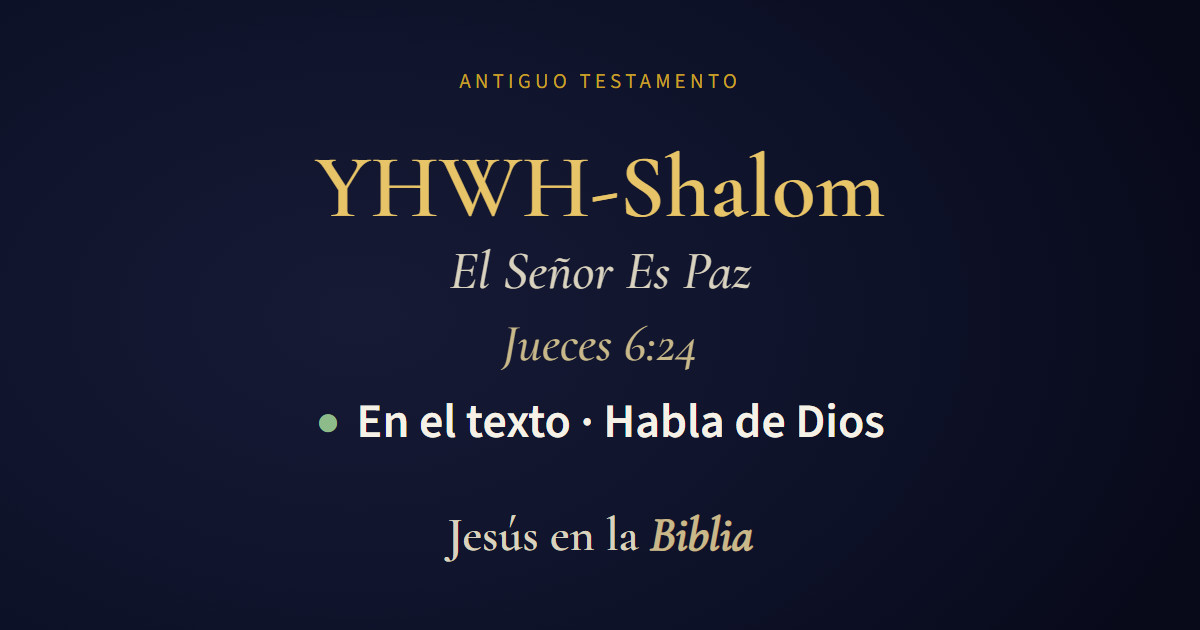 ANTIGUO TESTAMENTO
YHWH-Shalom
El Señor Es Paz
Jueces 6:24
• En el texto · Habla de Dios
Jesús en la Biblia